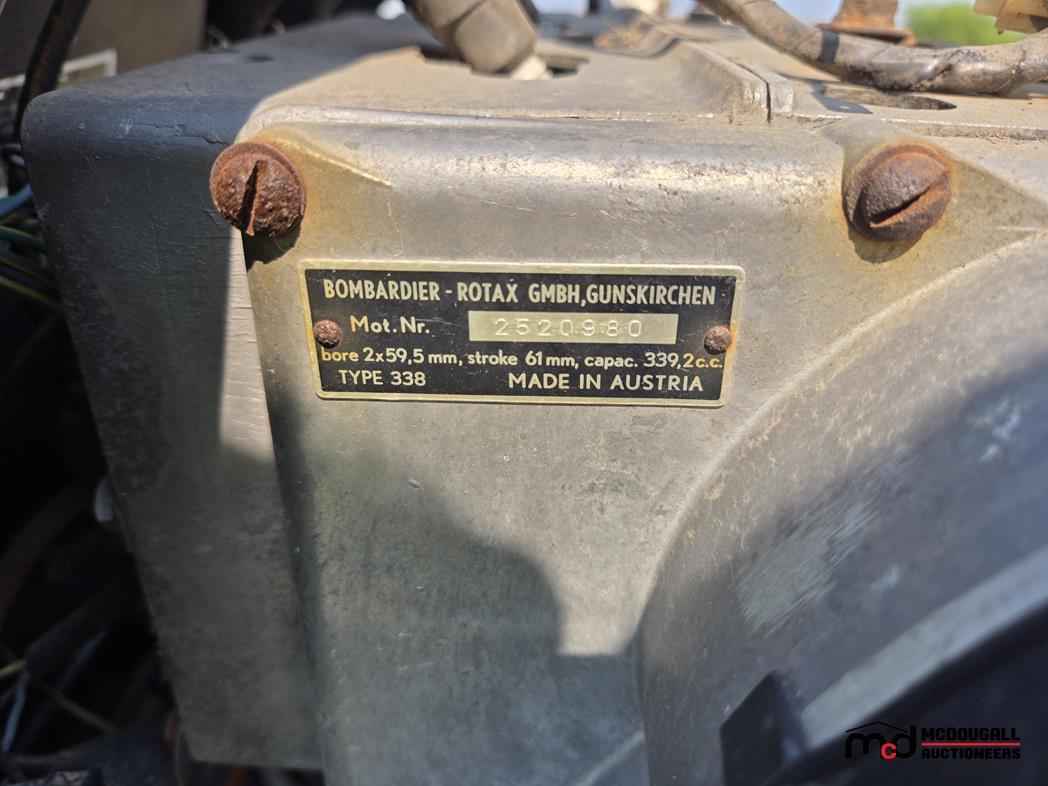 BOMBARDIER - ROTAX GMBH, GUNSKIRCHEN
Mot. Nr. 2520980
bore 2x59,5 mm, stroke 61 mm, capac. 339,2 c.c.
TYPE 338 MADE IN AUSTRIA
mcd MCDOUGALL
AUCTIONEERS